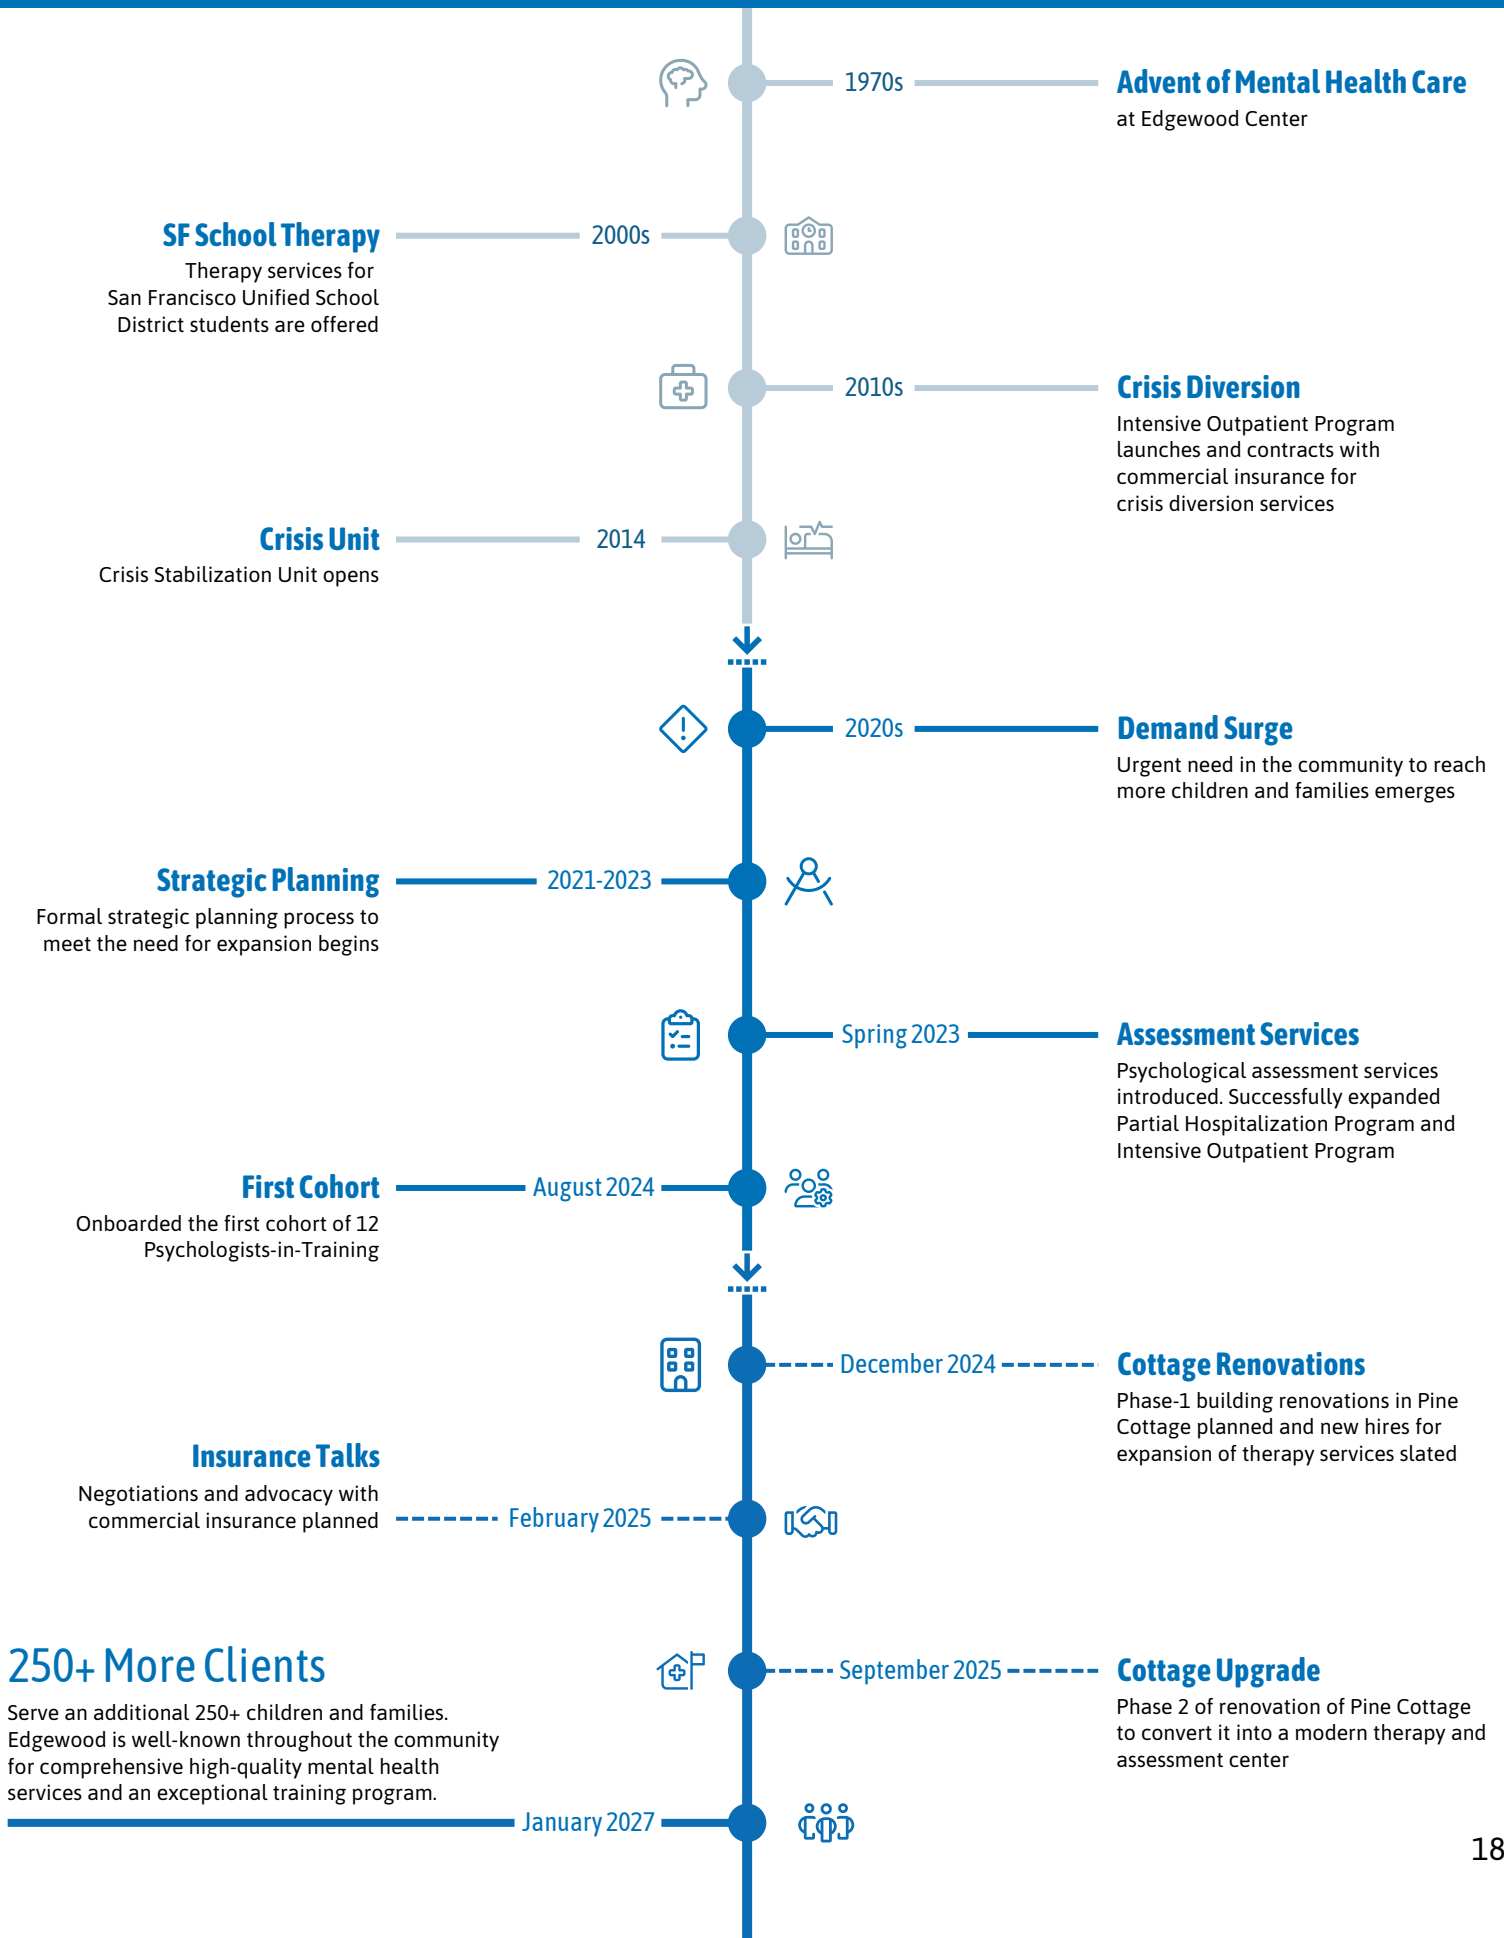 1970s
Advent of Mental Health Care
at Edgewood Center
SF School Therapy
2000s
Therapy services for
San Francisco Unified School
District students are offered
2010s
Crisis Diversion
Intensive Outpatient Program
launches and contracts with
commercial insurance for
crisis diversion services
Crisis Unit
2014
Crisis Stabilization Unit opens
2020s
Demand Surge
Urgent need in the community to reach
more children and families emerges
Strategic Planning
2021-2023
Formal strategic planning process to
meet the need for expansion begins
Spring 2023
Assessment Services
Psychological assessment services
introduced. Successfully expanded
Partial Hospitalization Program and
Intensive Outpatient Program
First Cohort
August 2024
Onboarded the first cohort of 12
Psychologists-in-Training
December 2024
Cottage Renovations
Phase-1 building renovations in Pine
Cottage planned and new hires for
expansion of therapy services slated
Insurance Talks
Negotiations and advocacy with
commercial insurance planned
February 2025
September 2025
Cottage Upgrade
Phase 2 of renovation of Pine Cottage
to convert it into a modern therapy and
assessment center
250+ More Clients
Serve an additional 250+ children and families.
Edgewood is well-known throughout the community
for comprehensive high-quality mental health
services and an exceptional training program.
January 2027
18